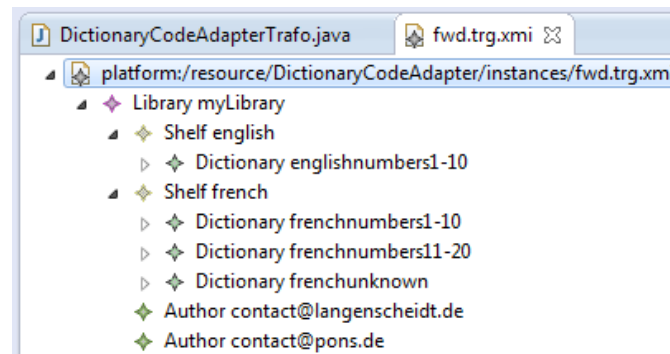 DictionaryCodeAdapterTrafo.java fwd.trg.xmi
platform:/resource/DictionaryCodeAdapter/instances/fwd.trg.xm
Library myLibrary
Shelf english
Dictionary englishnumbers1-10
Shelf french
Dictionary frenchnumbers1-10
Dictionary frenchnumbers11-20
Dictionary frenchunknown
Author contact@langenscheidt.de
Author contact@pons.de